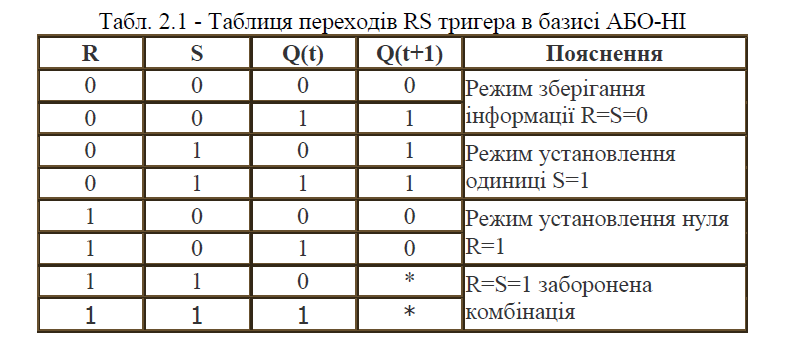 Табл. 2.1 - Таблиця переходів RS тригера в базисі АБО-НІ
R S Q(t) Q(t+1) Пояснення
0 0 0 0 Режим зберігання
0 0 1 1 інформації R=S=0
0 1 0 1 Режим установлення
0 1 1 1 одиниці S=1
1 0 0 0 Режим установлення нуля
1 0 1 0 R=1
1 1 0 * R=S=1 заборонена
1 1 1 * комбінація